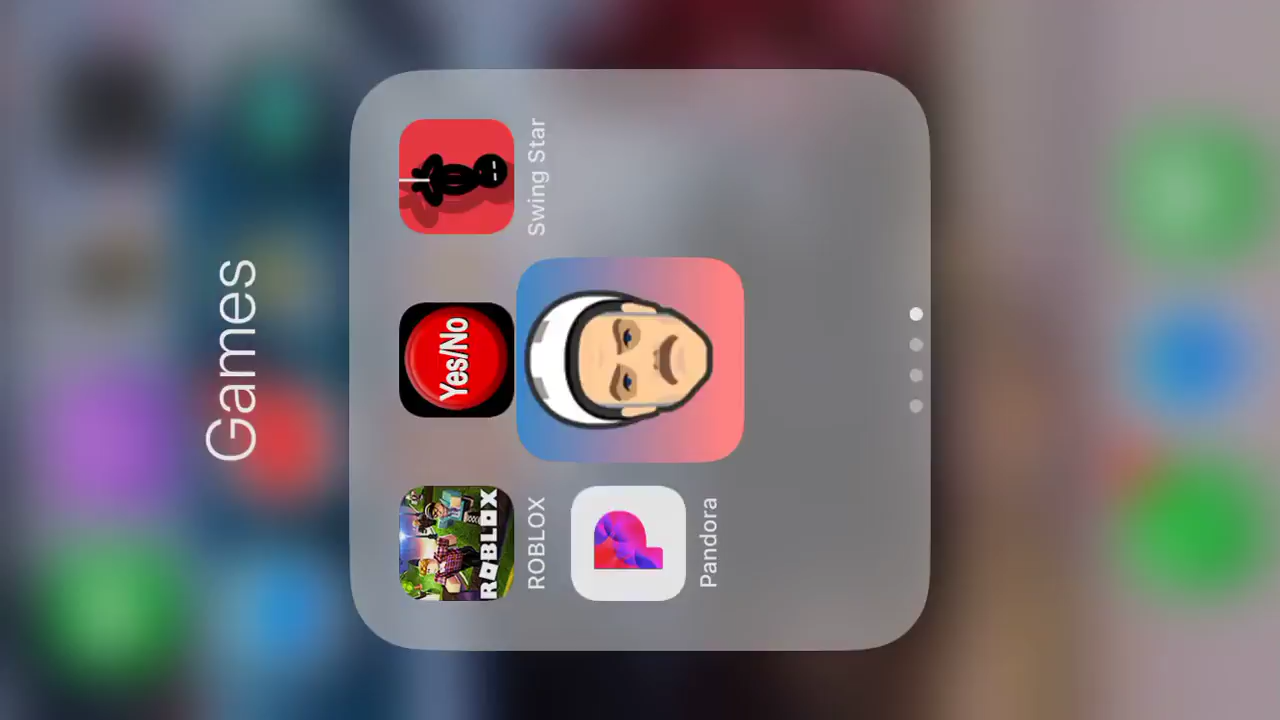 Games
ROBLOX
Yes/No
ROBLOX
Swing Star
Pandora